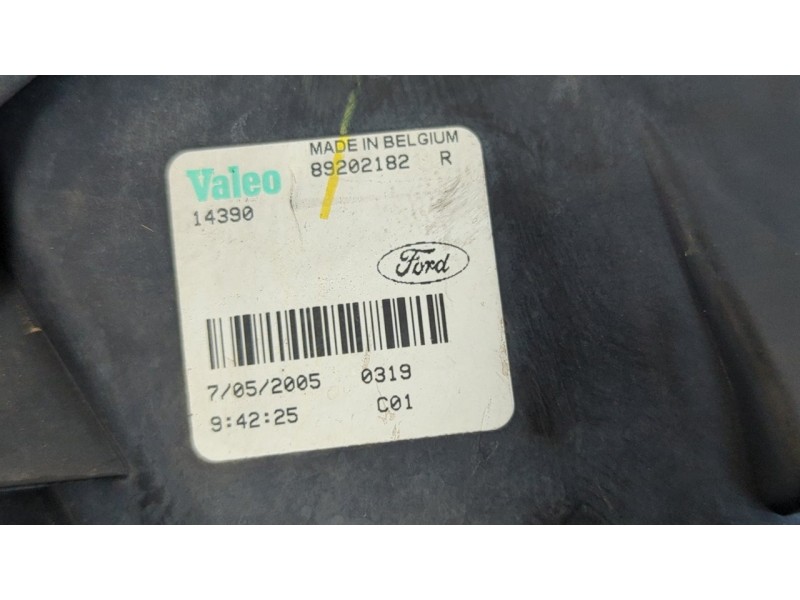 MADE IN BELGIUM
Valeo 89202182 R
14390
Ford
7/05/2005 0319
9:42:25 C01